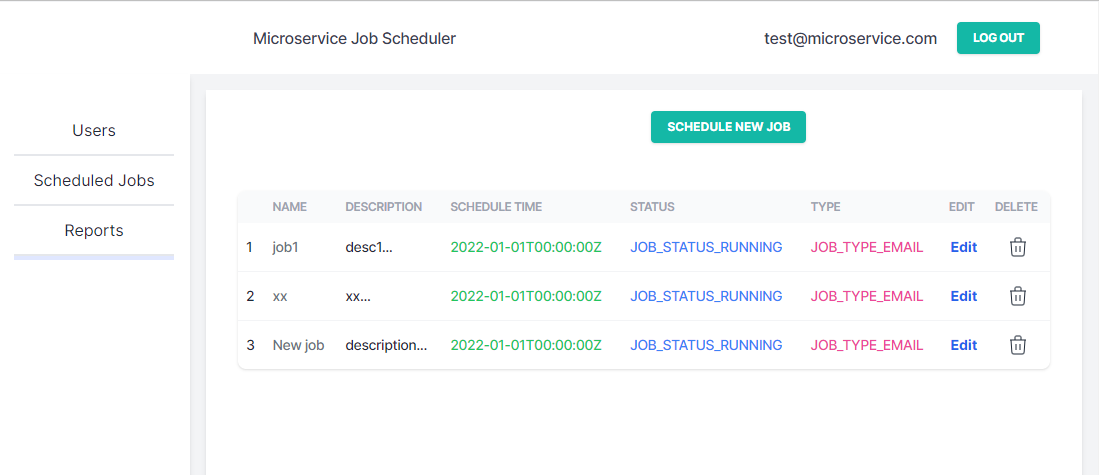 Microservice Job Scheduler test@microservice.com LOG OUT
Users
Scheduled Jobs
Reports
SCHEDULE NEW JOB
NAME DESCRIPTION SCHEDULE TIME STATUS TYPE EDIT DELETE
1 job1 desc1... 2022-01-01T00:00:00Z JOB_STATUS_RUNNING JOB_TYPE_EMAIL Edit
2 xx xx... 2022-01-01T00:00:00Z JOB_STATUS_RUNNING JOB_TYPE_EMAIL Edit
3 New job description... 2022-01-01T00:00:00Z JOB_STATUS_RUNNING JOB_TYPE_EMAIL Edit